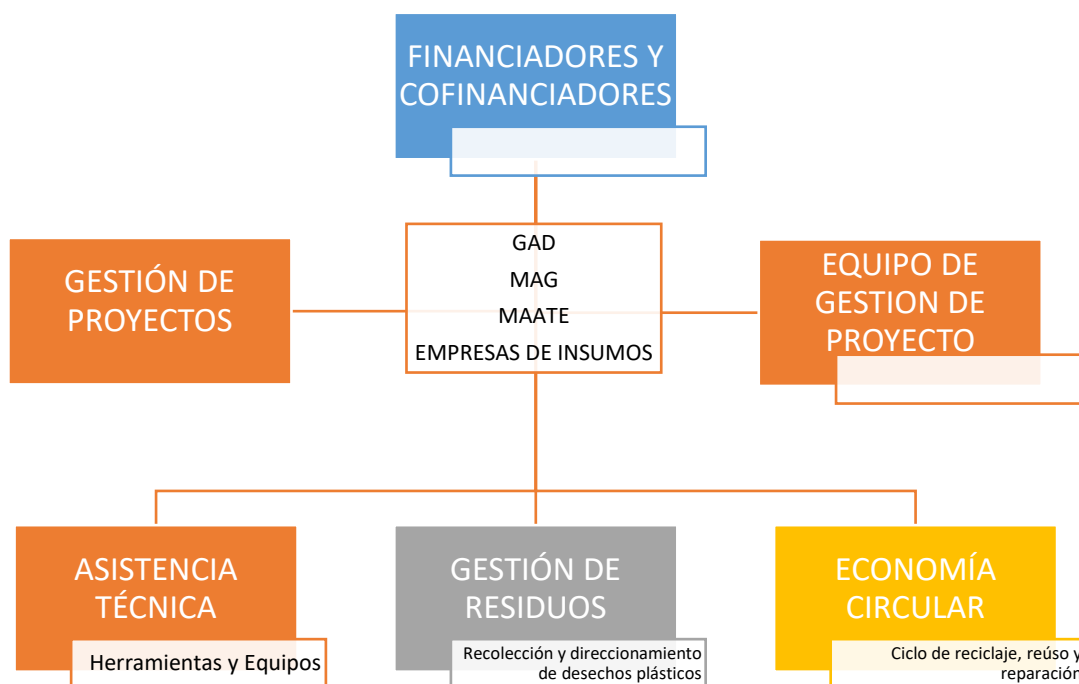 FINANCIADORES Y
COFINANCIADORES
GAD
MAG
MAATE
EMPRESAS DE INSUMOS
GESTIÓN DE
PROYECTOS
EQUIPO DE
GESTION DE
PROYECTO
ASISTENCIA
TÉCNICA
Herramientas y Equipos
GESTIÓN DE
RESIDUOS
Recolección y direccionamiento
de desechos plásticos
ECONOMÍA
CIRCULAR
Ciclo de reciclaje, reúso y
reparación